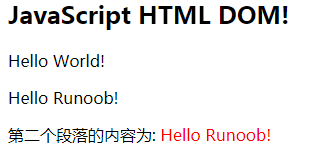 JavaScript HTML DOM!
Hello World!
Hello Runoob!
第二个段落的内容为: Hello Runoob!